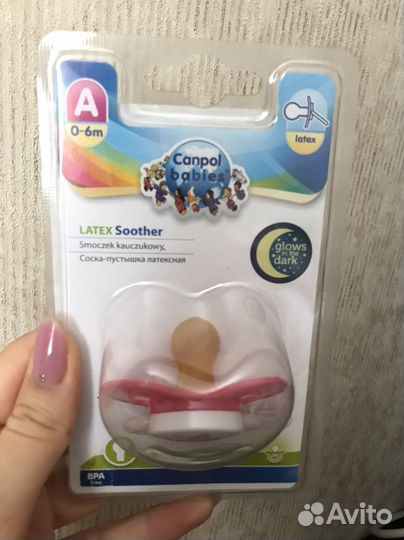 A
0-6m
latex
Canpol
babies
LATEX Soother
Smoczek kauczukowy,
Соска-пустышка латексная
glows
in the
dark
BPA
free
Avito